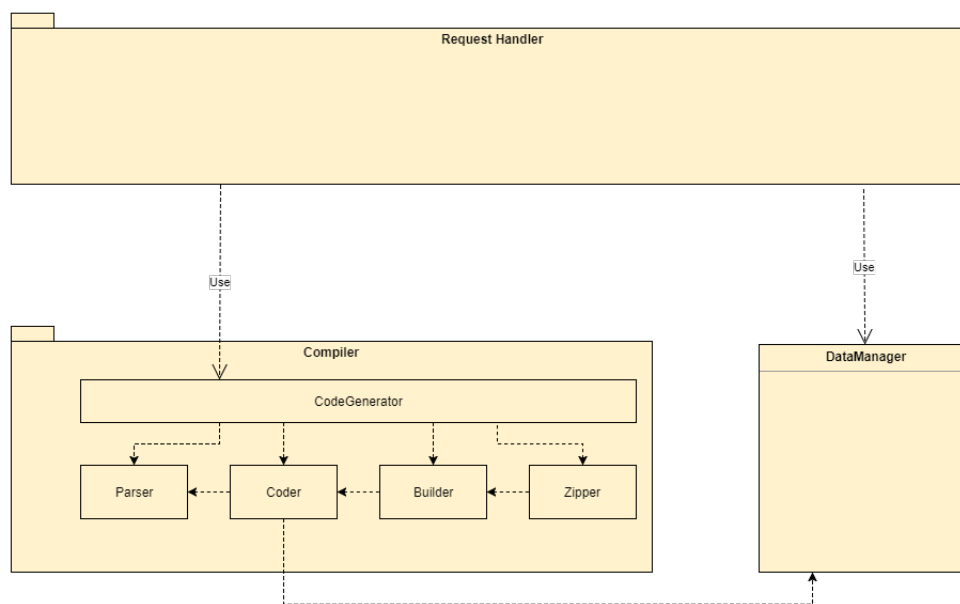 Request Handler
Use
Use
Compiler
DataManager
CodeGenerator
Parser
Coder
Builder
Zipper